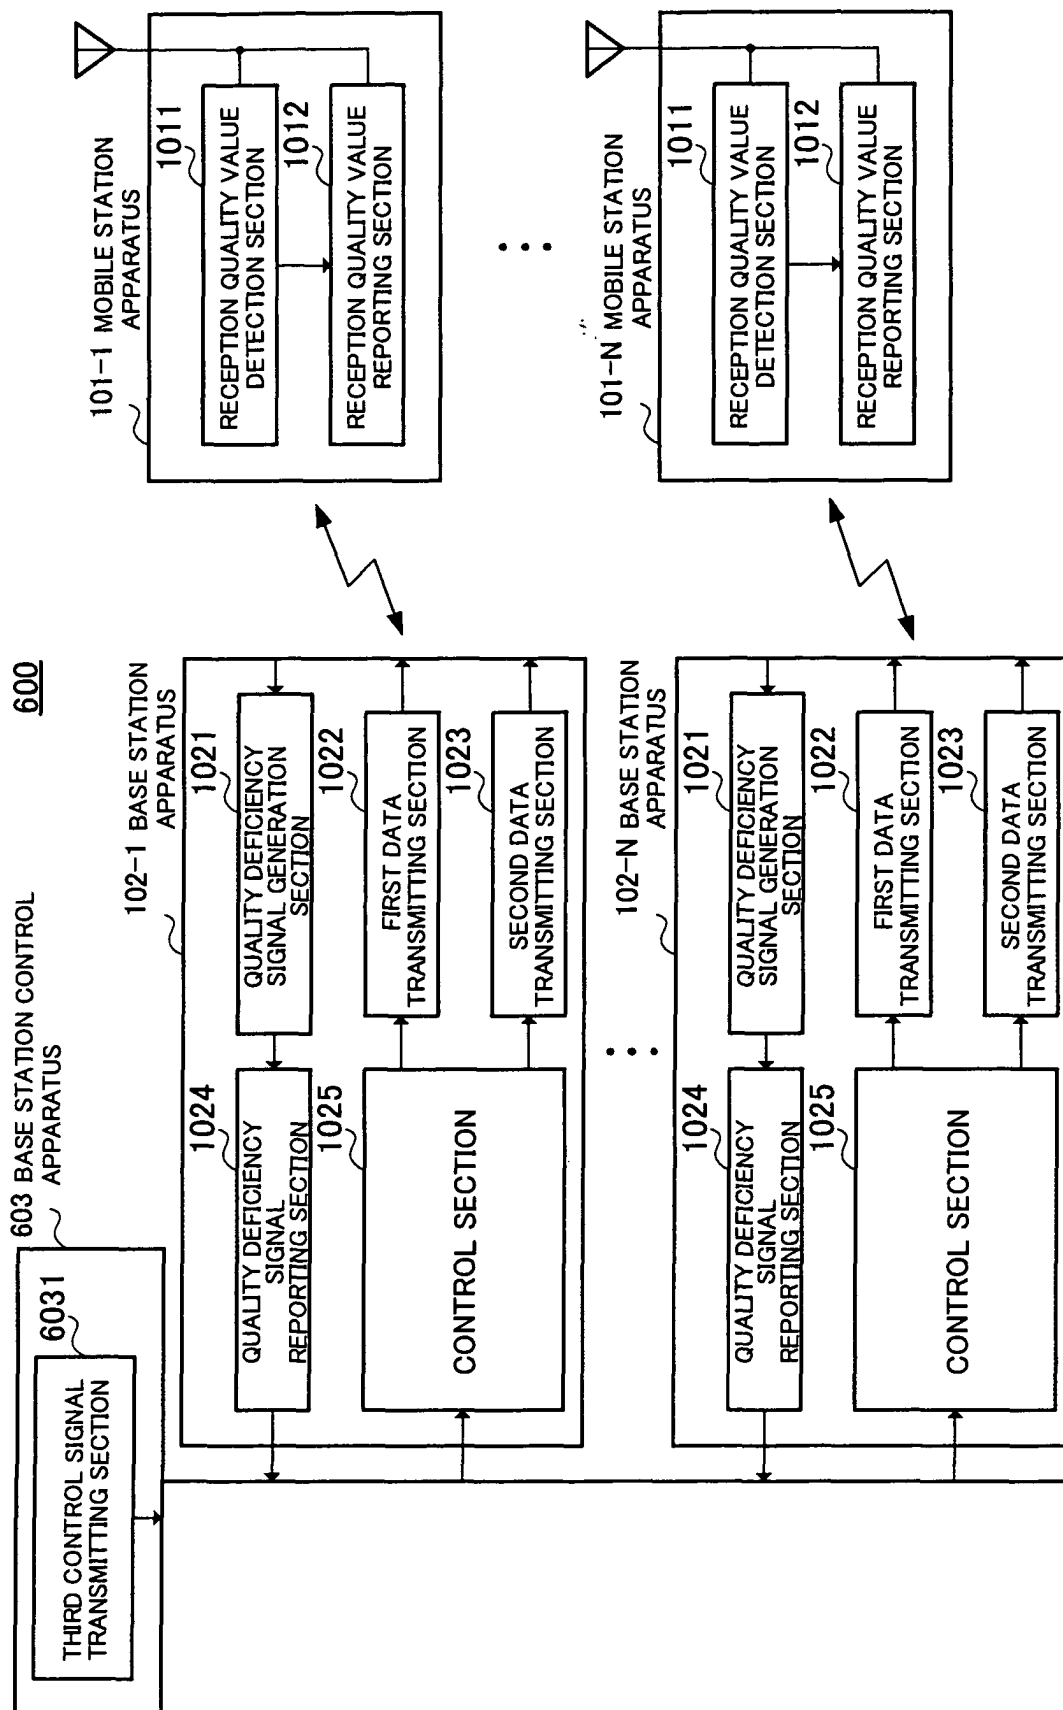 600
603 BASE STATION CONTROL
APPARATUS
6031
THIRD CONTROL SIGNAL
TRANSMITTING SECTION
102-1 BASE STATION
APPARATUS
1024
QUALITY DEFICIENCY
SIGNAL
REPORTING SECTION
1021
QUALITY DEFICIENCY
SIGNAL GENERATION
SECTION
1025
CONTROL SECTION
1022
FIRST DATA
TRANSMITTING SECTION
1023
SECOND DATA
TRANSMITTING SECTION
102-N BASE STATION
APPARATUS
1024
QUALITY DEFICIENCY
SIGNAL
REPORTING SECTION
1021
QUALITY DEFICIENCY
SIGNAL GENERATION
SECTION
1025
CONTROL SECTION
1022
FIRST DATA
TRANSMITTING SECTION
1023
SECOND DATA
TRANSMITTING SECTION
101-1 MOBILE STATION
APPARATUS
1011
RECEPTION QUALITY VALUE
DETECTION SECTION
1012
RECEPTION QUALITY VALUE
REPORTING SECTION
101-N MOBILE STATION
APPARATUS
1011
RECEPTION QUALITY VALUE
DETECTION SECTION
1012
RECEPTION QUALITY VALUE
REPORTING SECTION